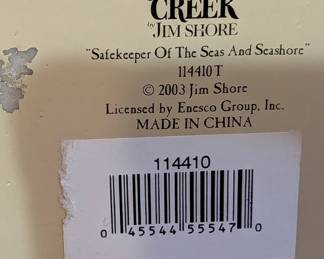 CREEK
by JIM SHORE
"Safekeeper Of The Seas And Seashore"
114410T
© 2003 Jim Shore
Licensed by Enesco Group, Inc.
MADE IN CHINA
114410
0 45544 55547 0